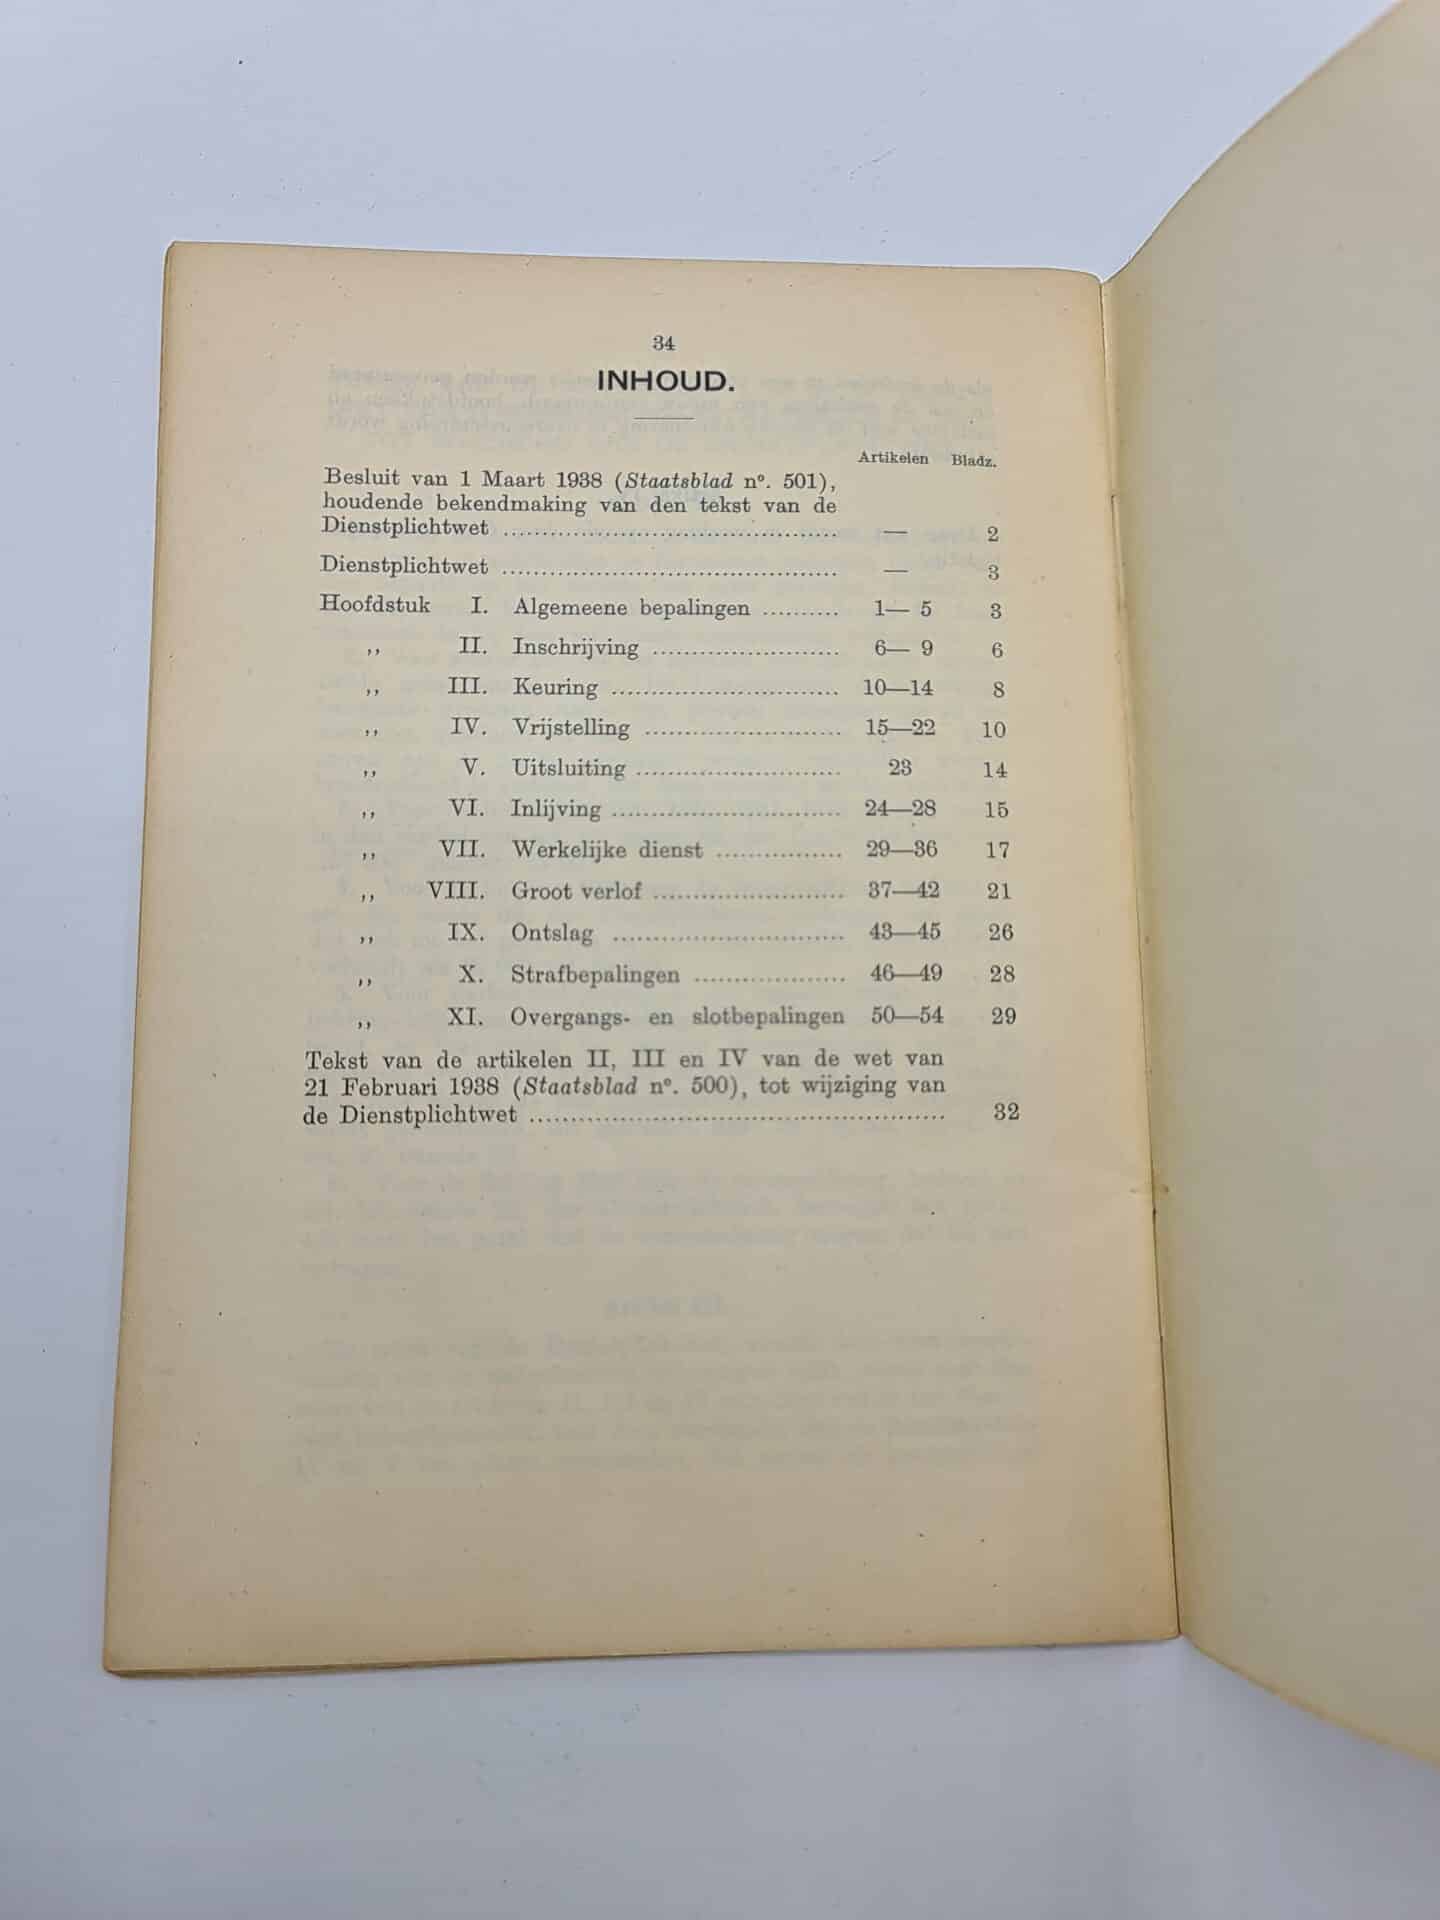 34
INHOUD.
Artikelen Bladz.
Besluit van 1 Maart 1938 (Staatsblad n°. 501),
houdende bekendmaking van den tekst van de
Dienstplichtwet .......................................... — 2
Dienstplichtwet .......................................... — 3
Hoofdstuk I. Algemeene bepalingen .......... 1— 5 3
,, II. Inschrijving ........................ 6— 9 6
,, III. Keuring ............................. 10—14 8
,, IV. Vrijstelling ......................... 15—22 10
,, V. Uitsluiting .......................... 23 14
,, VI. Inlijving ............................. 24—28 15
,, VII. Werkelijke dienst ................ 29—36 17
,, VIII. Groot verlof ........................ 37—42 21
,, IX. Ontslag .............................. 43—45 26
,, X. Strafbepalingen ................... 46—49 28
,, XI. Overgangs- en slotbepalingen 50—54 29
Tekst van de artikelen II, III en IV van de wet van
21 Februari 1938 (Staatsblad n°. 500), tot wijziging van
de Dienstplichtwet .................................................... 32